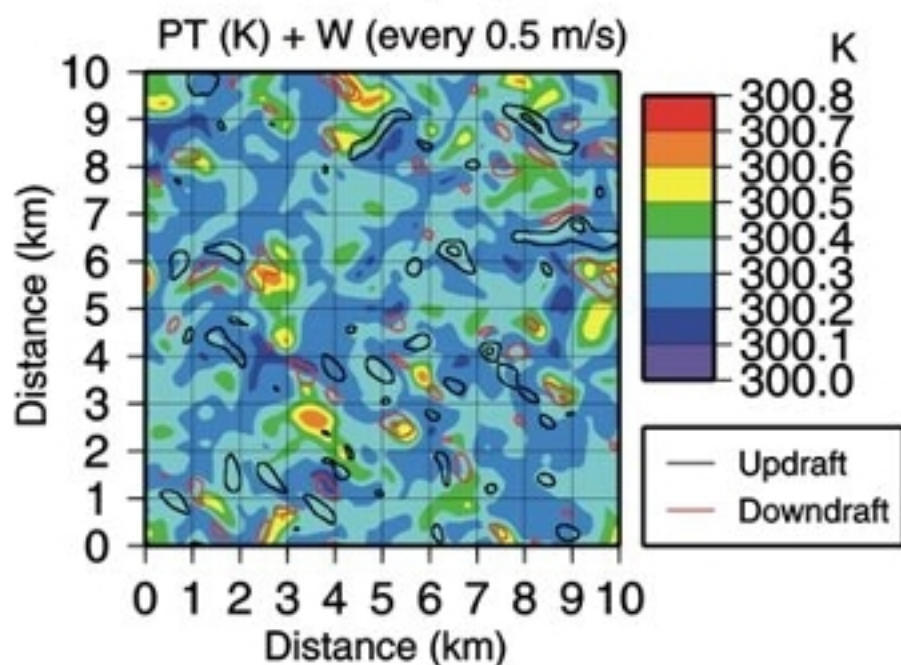 PT (K) + W (every 0.5 m/s)
K
10
9
8
7
6
5
4
3
2
1
0
Distance (km)
0 1 2 3 4 5 6 7 8 9 10
Distance (km)
300.8
300.7
300.6
300.5
300.4
300.3
300.2
300.1
300.0
Updraft
Downdraft